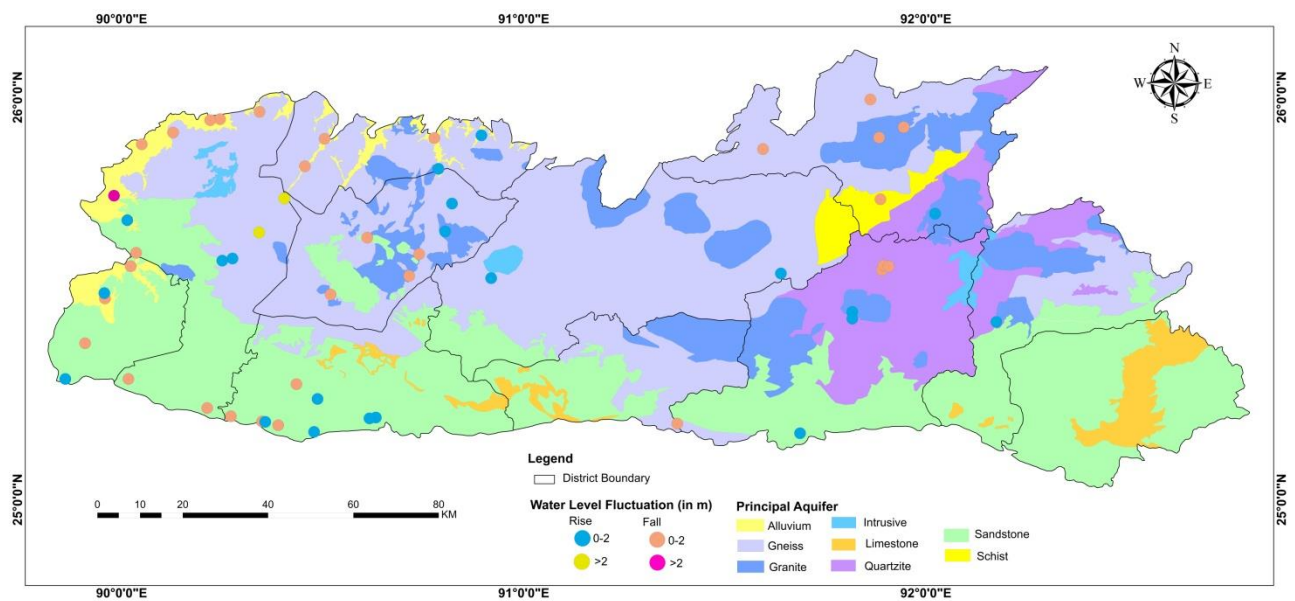 90°0'0"E 91°0'0"E 92°0'0"E
26°0'0"N 26°0'0"N
N
W E
S
25°0'0"N 25°0'0"N
Legend
District Boundary
Water Level Fluctuation (in m)
Rise Fall
0-2 0-2
>2 >2
Principal Aquifer
Alluvium Intrusive Sandstone
Gneiss Limestone Schist
Granite Quartzite
0 10 20 40 60 80
KM
90°0'0"E 91°0'0"E 92°0'0"E